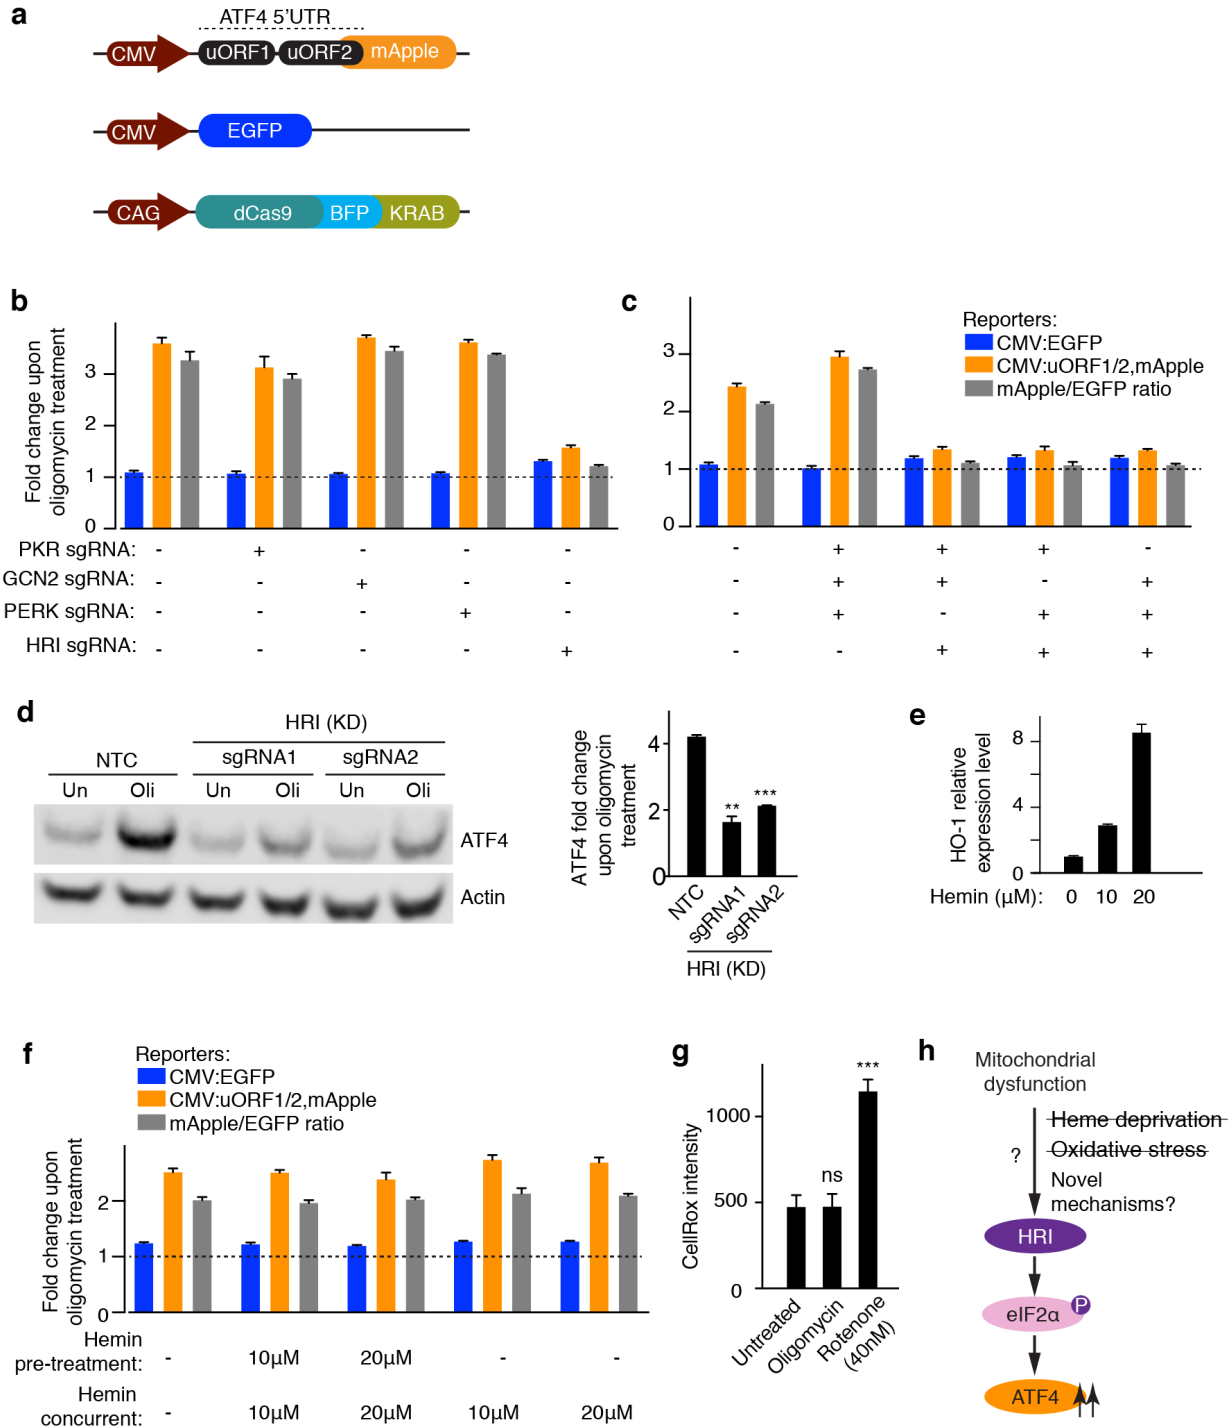 a
ATF4 5'UTR
CMV uORF1 uORF2 mApple
CMV EGFP
CAG dCas9 BFP KRAB
b
Fold change upon
oligomycin treatment
3
2
1
0
PKR sgRNA: - + - - -
GCN2 sgRNA: - - + - -
PERK sgRNA: - - - + -
HRI sgRNA: - - - - +
c
Reporters:
CMV:EGFP
CMV:uORF1/2,mApple
mApple/EGFP ratio
3
2
1
0
- + + + -
- + + - +
- + - + +
- - + + +
d
HRI (KD)
NTC sgRNA1 sgRNA2
Un Oli Un Oli Un Oli
ATF4
Actin
ATF4 fold change
upon oligomycin
treatment
4
2
0
** ***
NTC sgRNA1 sgRNA2
HRI (KD)
e
HO-1 relative
expression level
8
4
0
Hemin (μM): 0 10 20
f
Reporters:
CMV:EGFP
CMV:uORF1/2,mApple
mApple/EGFP ratio
Fold change upon
oligomycin treatment
2
1
0
Hemin
pre-treatment: - 10μM 20μM - -
Hemin
concurrent: - 10μM 20μM 10μM 20μM
g
CellRox intensity
1000
500
0
ns ***
Untreated
Oligomycin
Rotenone
(40nM)
h
Mitochondrial
dysfunction
Heme deprivation
Oxidative stress
?
Novel
mechanisms?
HRI
eIF2α P
ATF4